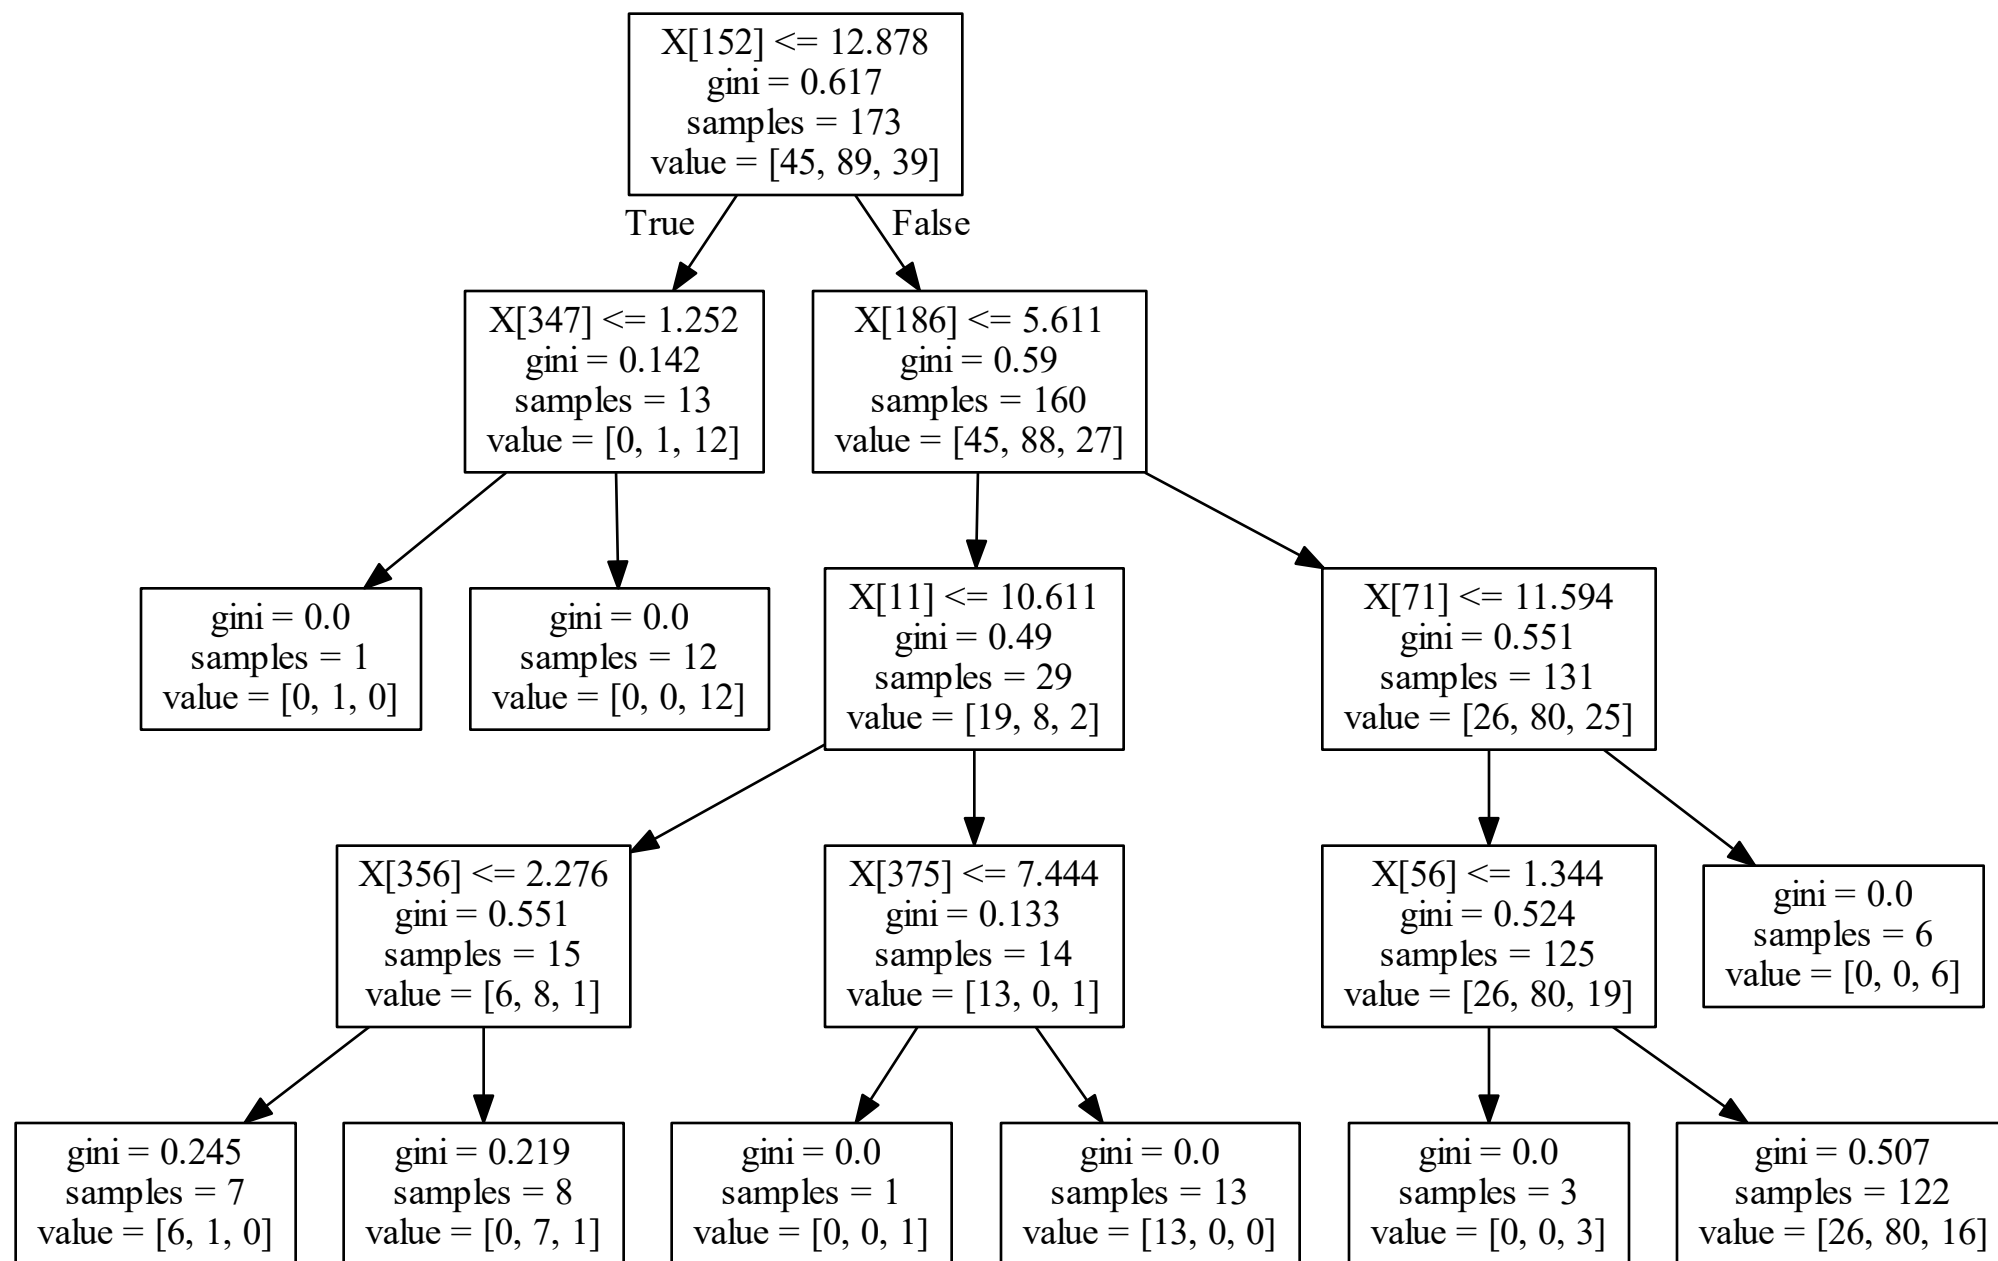 X[152] <= 12.878
gini = 0.617
samples = 173
value = [45, 89, 39]
True
False
X[347] <= 1.252
gini = 0.142
samples = 13
value = [0, 1, 12]
X[186] <= 5.611
gini = 0.59
samples = 160
value = [45, 88, 27]
gini = 0.0
samples = 1
value = [0, 1, 0]
gini = 0.0
samples = 12
value = [0, 0, 12]
X[11] <= 10.611
gini = 0.49
samples = 29
value = [19, 8, 2]
X[71] <= 11.594
gini = 0.551
samples = 131
value = [26, 80, 25]
X[356] <= 2.276
gini = 0.551
samples = 15
value = [6, 8, 1]
X[375] <= 7.444
gini = 0.133
samples = 14
value = [13, 0, 1]
X[56] <= 1.344
gini = 0.524
samples = 125
value = [26, 80, 19]
gini = 0.0
samples = 6
value = [0, 0, 6]
gini = 0.245
samples = 7
value = [6, 1, 0]
gini = 0.219
samples = 8
value = [0, 7, 1]
gini = 0.0
samples = 1
value = [0, 0, 1]
gini = 0.0
samples = 13
value = [13, 0, 0]
gini = 0.0
samples = 3
value = [0, 0, 3]
gini = 0.507
samples = 122
value = [26, 80, 16]